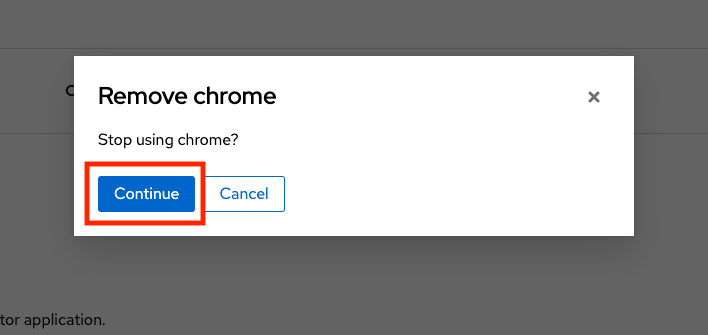 Remove chrome
Stop using chrome?
Continue Cancel
tor application.